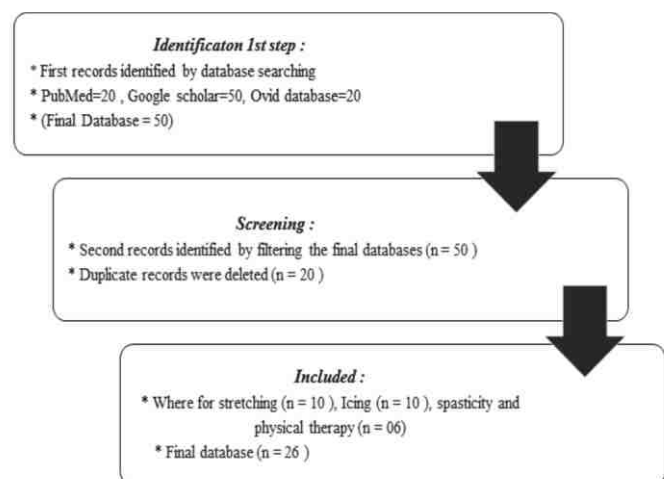 Identificaton 1st step :
* First records identified by database searching
* PubMed=20 , Google scholar=50, Ovid database=20
* (Final Database = 50)
Screening :
* Second records identified by filtering the final databases (n = 50 )
* Duplicate records were deleted (n = 20 )
Included :
* Where for stretching (n = 10 ), Icing (n = 10 ), spasticity and
physical therapy (n = 06)
* Final database (n = 26 )